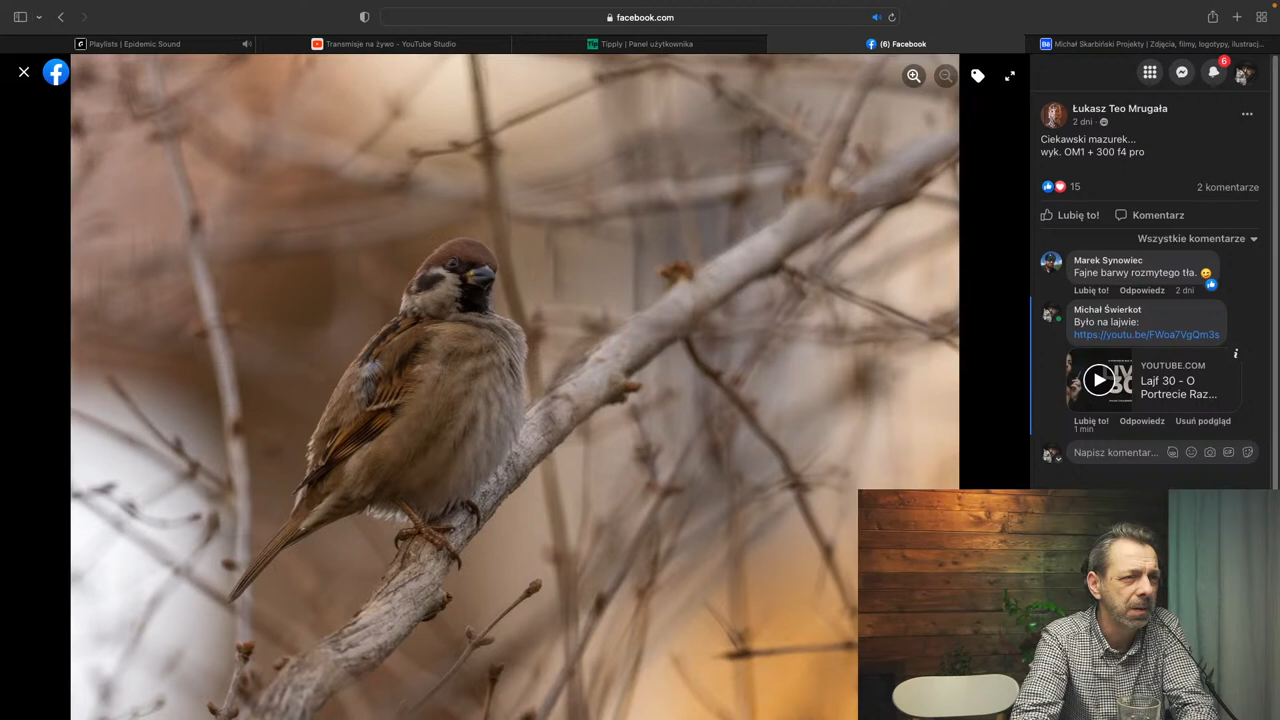 facebook.com
Playlists | Epidemic Sound
Transmisje na żywo - YouTube Studio
Tipply | Panel użytkownika
(6) Facebook
Michał Skarbiński Projekty | Zdjęcia, filmy, logotypy, ilustracj...
6
Łukasz Teo Mrugała
2 dni
Ciekawski mazurek...
wyk. OM1 + 300 f4 pro
15
2 komentarze
Lubię to!
Komentarz
Wszystkie komentarze
Marek Synowiec
Fajne barwy rozmytego tła.
Lubię to! Odpowiedz 2 dni
Michał Świerkot
Było na lajwie:
https://youtu.be/FWoa7VgQm3s
YOUTUBE.COM
Lajf 30 - O
Portrecie Raz...
Lubię to! Odpowiedz Usuń podgląd
1 min
Napisz komentar...